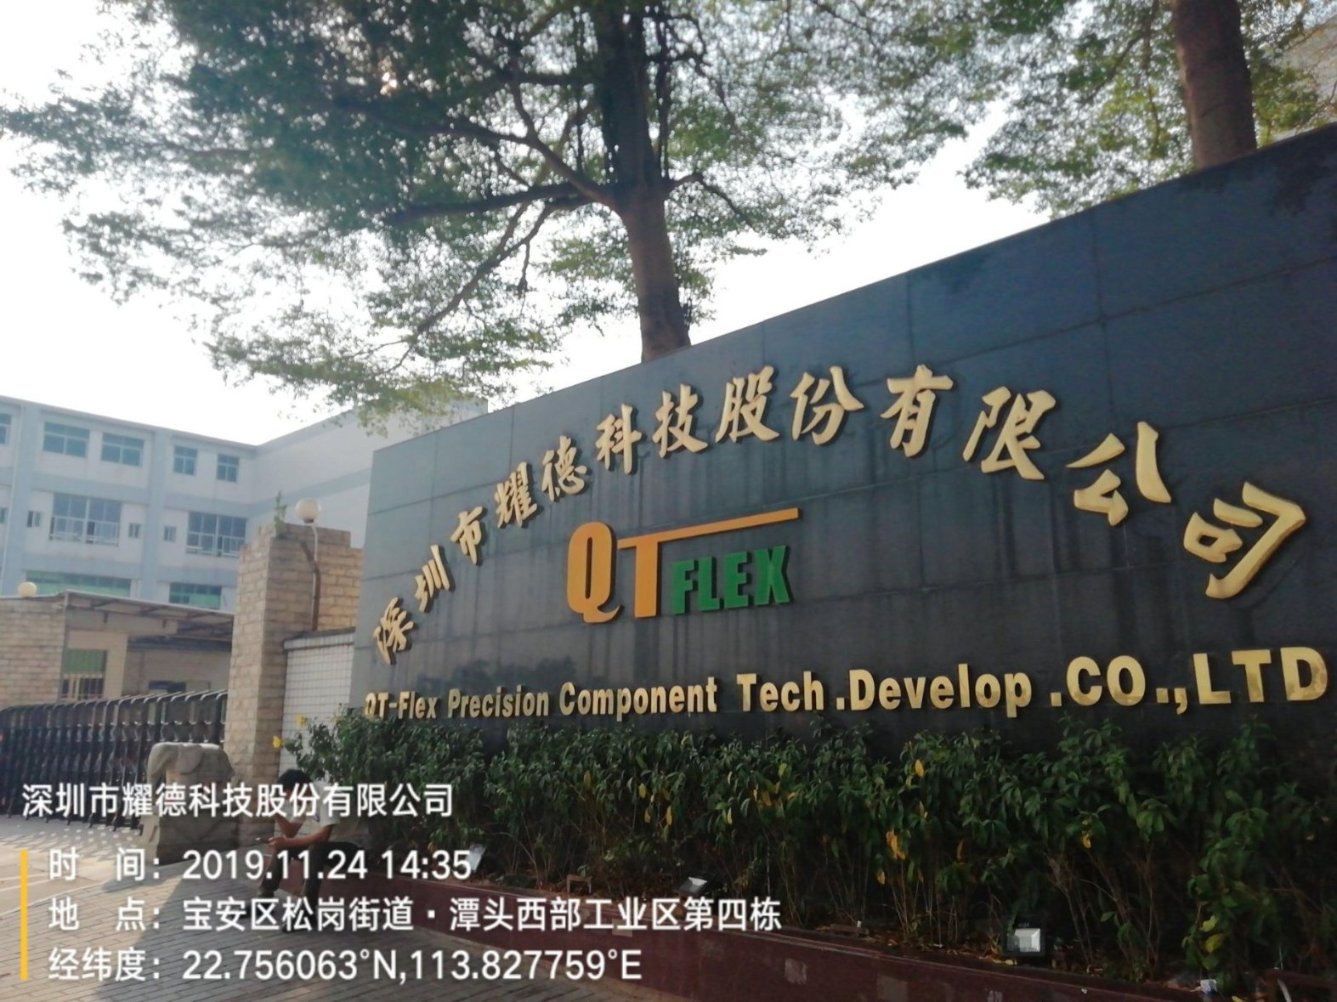 深圳市耀德科技股份有限公司
QT FLEX
QT-Flex Precision Component Tech.Develop.CO.,LTD
深圳市耀德科技股份有限公司
时 间：2019.11.24 14:35
地 点：宝安区松岗街道·潭头西部工业区第四栋
经纬度：22.756063°N,113.827759°E